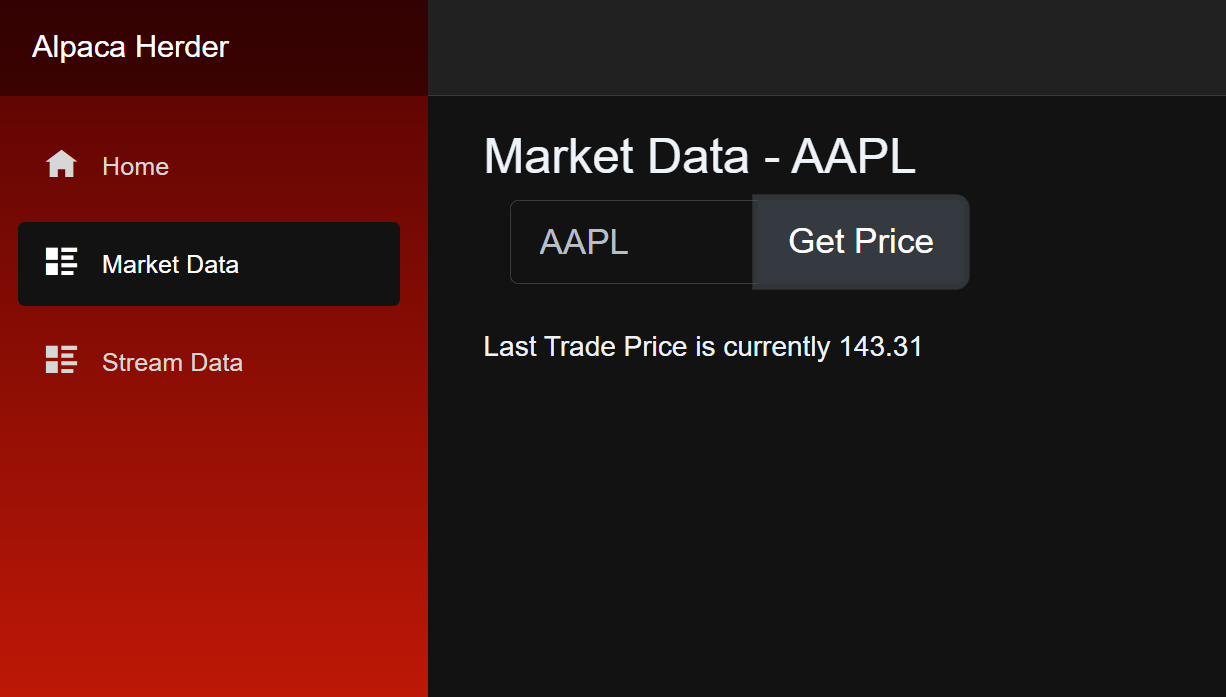 Alpaca Herder
Home
Market Data
Stream Data
Market Data - AAPL
AAPL
Get Price
Last Trade Price is currently 143.31